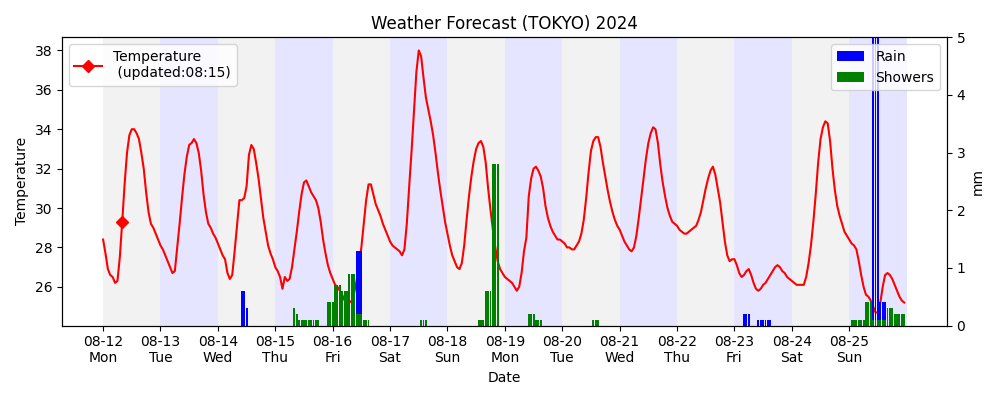 Weather Forecast (TOKYO) 2024
Temperature
(updated:08:15)
Rain
Showers
Temperature
38
36
34
32
30
28
26
5
4
3
2
1
0
mm
08-12 08-13 08-14 08-15 08-16 08-17 08-18 08-19 08-20 08-21 08-22 08-23 08-24 08-25
Mon Tue Wed Thu Fri Sat Sun Mon Tue Wed Thu Fri Sat Sun
Date